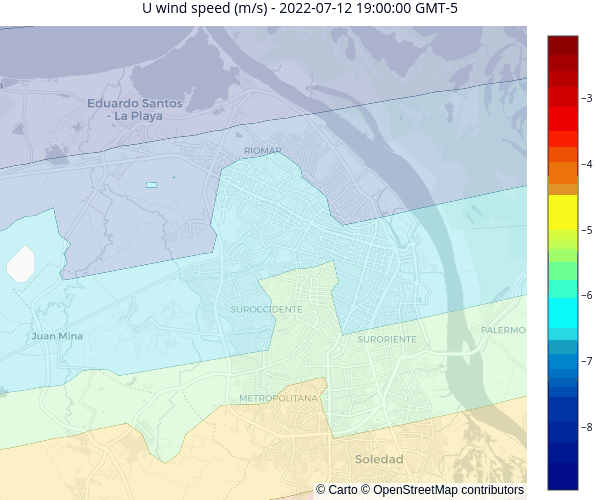 U wind speed (m/s) - 2022-07-12 19:00:00 GMT-5
Eduardo Santos
- La Playa
RIOMAR
SUROCCIDENTE
Juan Mina
SURORIENTE
PALERMO
METROPOLITANA
Soledad
© Carto © OpenStreetMap contributors
−3
−4
−5
−6
−7
−8